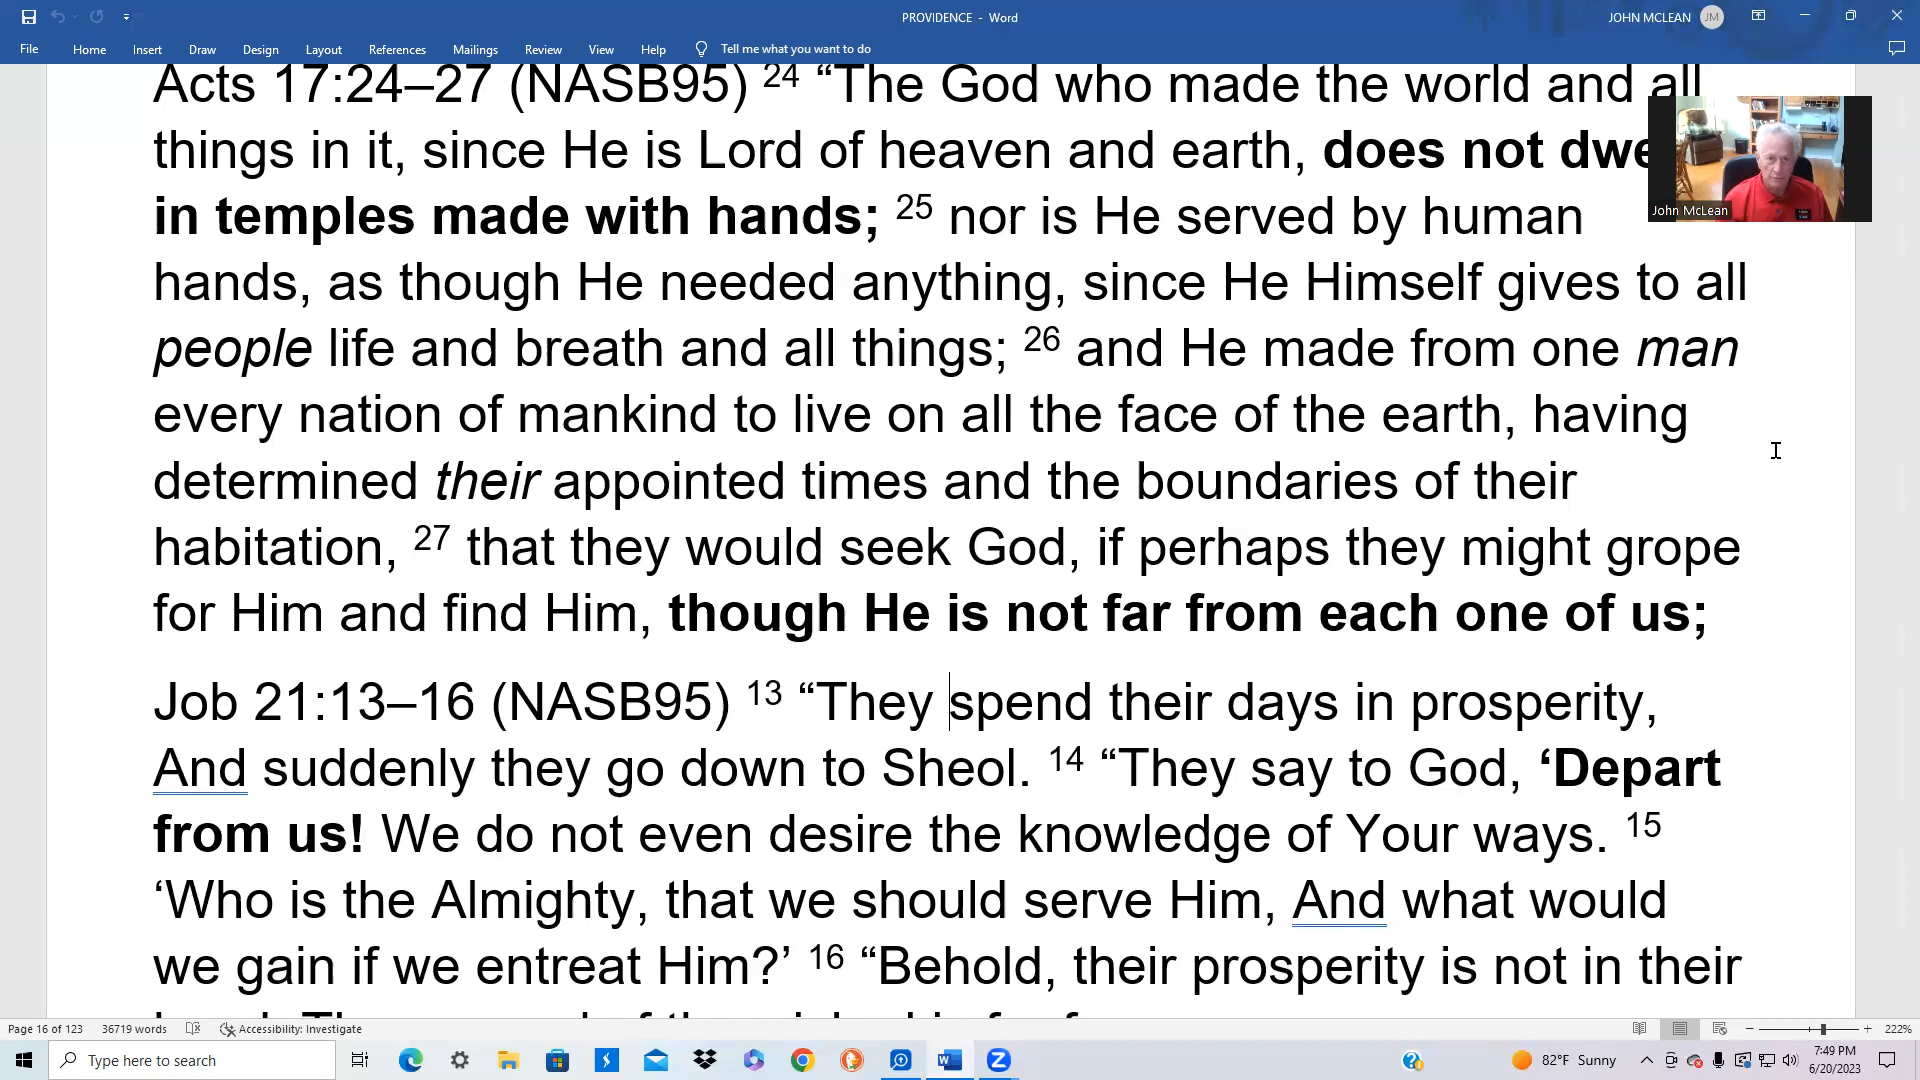 PROVIDENCE - Word
JOHN MCLEAN JM
File Home Insert Draw Design Layout References Mailings Review View Help Tell me what you want to do
Acts 17:24–27 (NASB95) 24 “The God who made the world and all
things in it, since He is Lord of heaven and earth, does not
in temples made with hands; 25 nor is He served by human
hands, as though He needed anything, since He Himself gives to all
people life and breath and all things; 26 and He made from one man
every nation of mankind to live on all the face of the earth, having
determined their appointed times and the boundaries of their
habitation, 27 that they would seek God, if perhaps they might grope
for Him and find Him, though He is not far from each one of us;
John McLean
Job 21:13–16 (NASB95) 13 “They spend their days in prosperity,
And suddenly they go down to Sheol. 14 “They say to God, ‘Depart
from us! We do not even desire the knowledge of Your ways. 15
‘Who is the Almighty, that we should serve Him, And what would
we gain if we entreat Him?’ 16 “Behold, their prosperity is not in their
Page 16 of 123 36719 words Accessibility: Investigate 222%
Type here to search
82°F Sunny
7:49 PM
6/20/2023